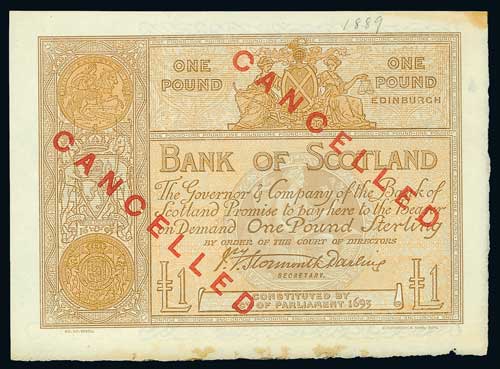 1889
ONE POUND
ONE POUND
EDINBURGH
CANCELLED
CANCELLED
BANK OF SCOTLAND
The Governor & Company of the Bank of
Scotland Promise to pay here to the Bearer
on Demand One Pound Sterling
BY ORDER OF THE COURT OF DIRECTORS
J. F. Stormonth Darling
SECRETARY.
£1
CONSTITUTED BY
OF PARLIAMENT 1695
£1